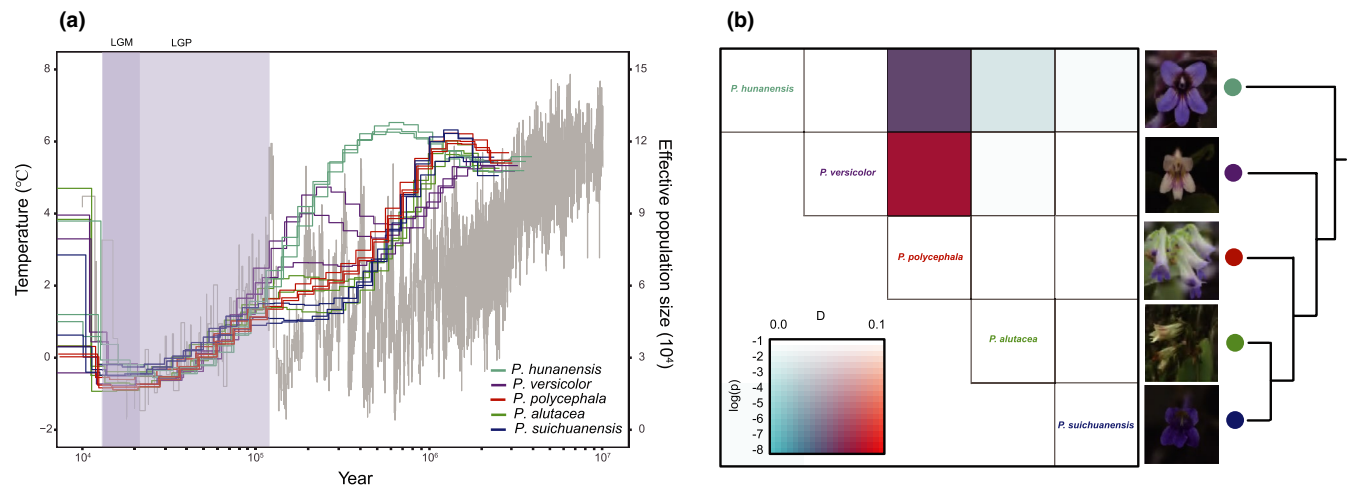 (a)
LGM LGP
8
6
4
2
0
−2
Temperature (°C)
15
12
9
6
3
0
Effective population size (10⁴)
P. hunanensis
P. versicolor
P. polycephala
P. alutacea
P. suichuanensis
10⁴ 10⁵ 10⁶ 10⁷
Year
(b)
P. hunanensis
P. versicolor
P. polycephala
P. alutacea
P. suichuanensis
D
0.0 0.1
-1
-2
-3
-4
-5
-6
-7
-8
log(p)